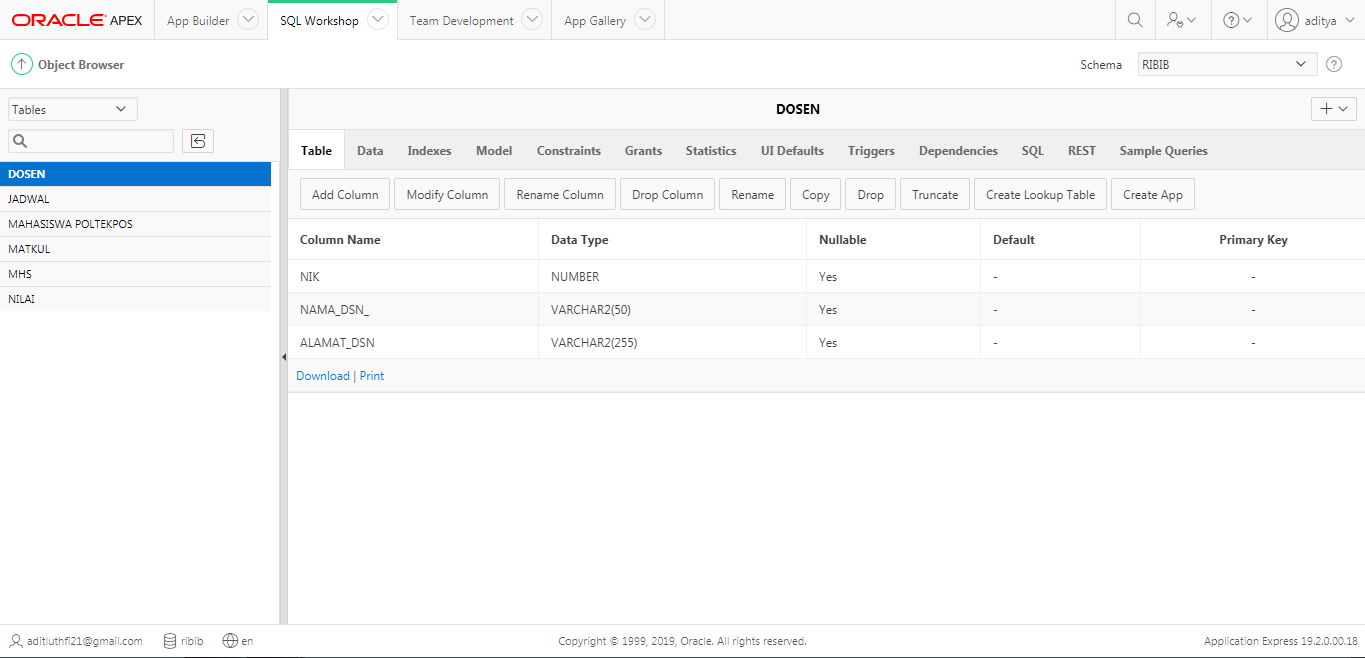 ORACLE APEX App Builder SQL Workshop Team Development App Gallery aditya
Object Browser Schema RIBIB
Tables
DOSEN
JADWAL
MAHASISWA POLTEKPOS
MATKUL
MHS
NILAI
DOSEN
Table Data Indexes Model Constraints Grants Statistics UI Defaults Triggers Dependencies SQL REST Sample Queries
Add Column Modify Column Rename Column Drop Column Rename Copy Drop Truncate Create Lookup Table Create App
Column Name Data Type Nullable Default Primary Key
NIK NUMBER Yes - -
NAMA_DSN_ VARCHAR2(50) Yes - -
ALAMAT_DSN VARCHAR2(255) Yes - -
Download | Print
aditluthfi21@gmail.com ribib en Copyright © 1999, 2019, Oracle. All rights reserved. Application Express 19.2.0.00.18